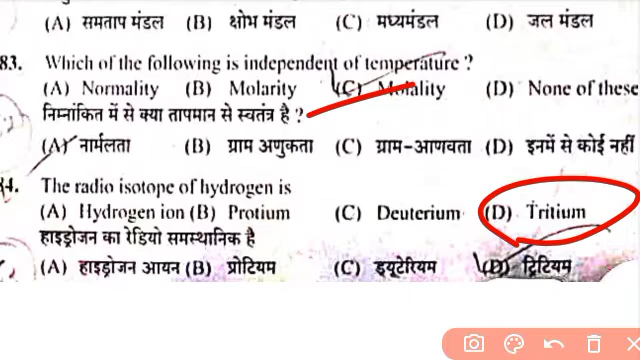 (A) समताप मंडल (B) क्षोभ मंडल (C) मध्यमंडल (D) जल मंडल
83. Which of the following is independent of temperature ?
(A) Normality (B) Molarity (C) Molality (D) None of these
निम्नांकित में से क्या तापमान से स्वतंत्र है ?
(A) नार्मलता (B) ग्राम अणुकता (C) ग्राम-आणवता (D) इनमें से कोई नहीं
84. The radio isotope of hydrogen is
(A) Hydrogen ion (B) Protium (C) Deuterium (D) Tritium
हाइड्रोजन का रेडियो समस्थानिक है
(A) हाइड्रोजन आयन (B) प्रोटियम (C) ड्यूटेरियम (D) ट्रिटियम